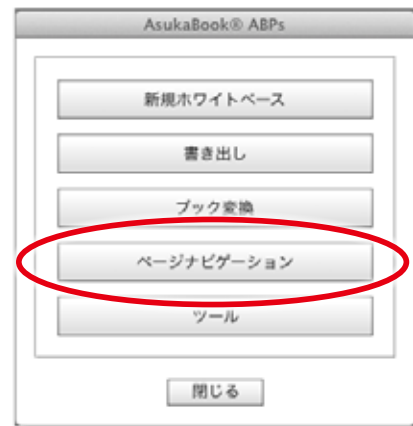 AsukaBook® ABPs
新規ホワイトベース
書き出し
ブック変換
ページナビゲーション
ツール
閉じる